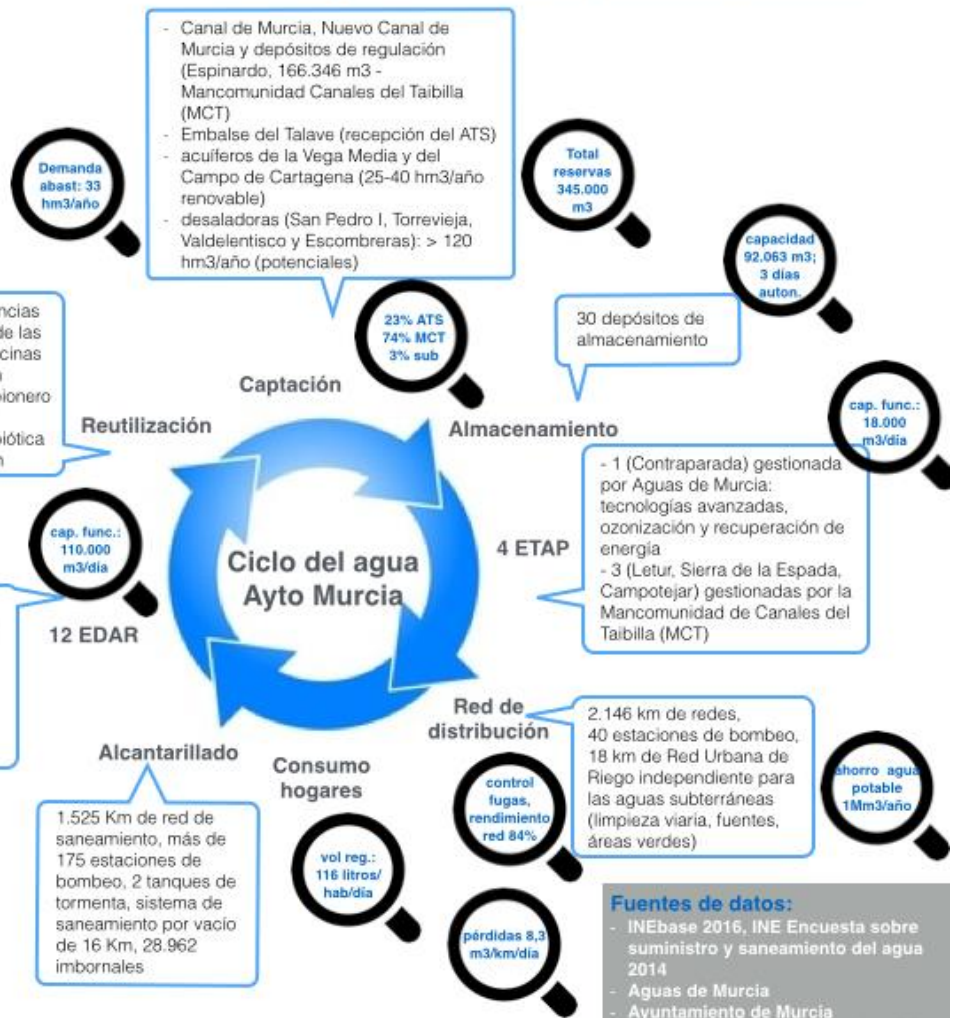 - Canal de Murcia, Nuevo Canal de
Murcia y depósitos de regulación
(Espinardo, 166.346 m3 -
Mancomunidad Canales del Taibilla
(MCT)
- Embalse del Talave (recepción del ATS)
- acuíferos de la Vega Media y del
Campo de Cartagena (25-40 hm3/año
renovable)
- desaladoras (San Pedro I, Torrevieja,
Valdelentisco y Escombreras): > 120
hm3/año (potenciales)
Demanda
abast: 33
hm3/año
Total
reservas
345.000
m3
capacidad
92.063 m3;
3 días
auton.
23% ATS
74% MCT
3% sub
30 depósitos de
almacenamiento
cap. func.:
18.000
m3/día
Captación
Reutilización
Almacenamiento
ncias
de las
cinas
n
pionero
biótica
n
- 1 (Contraparada) gestionada
por Aguas de Murcia:
tecnologías avanzadas,
ozonización y recuperación de
energía
- 3 (Letur, Sierra de la Espada,
Campotejar) gestionadas por la
Mancomunidad de Canales del
Taibilla (MCT)
4 ETAP
cap. func.:
110.000
m3/día
Ciclo del agua
Ayto Murcia
12 EDAR
Red de
distribución
2.146 km de redes,
40 estaciones de bombeo,
18 km de Red Urbana de
Riego independiente para
las aguas subterráneas
(limpieza viaria, fuentes,
áreas verdes)
ahorro agua
potable
1Mm3/año
Alcantarillado
Consumo
hogares
control
fugas,
rendimiento
red 84%
1.525 Km de red de
saneamiento, más de
175 estaciones de
bombeo, 2 tanques de
tormenta, sistema de
saneamiento por vacío
de 16 Km, 28.962
imbornales
vol reg.:
116 litros/
hab/día
pérdidas 8,3
m3/km/día
Fuentes de datos:
- INEbase 2016, INE Encuesta sobre
suministro y saneamiento del agua
2014
- Aguas de Murcia
- Ayuntamiento de Murcia